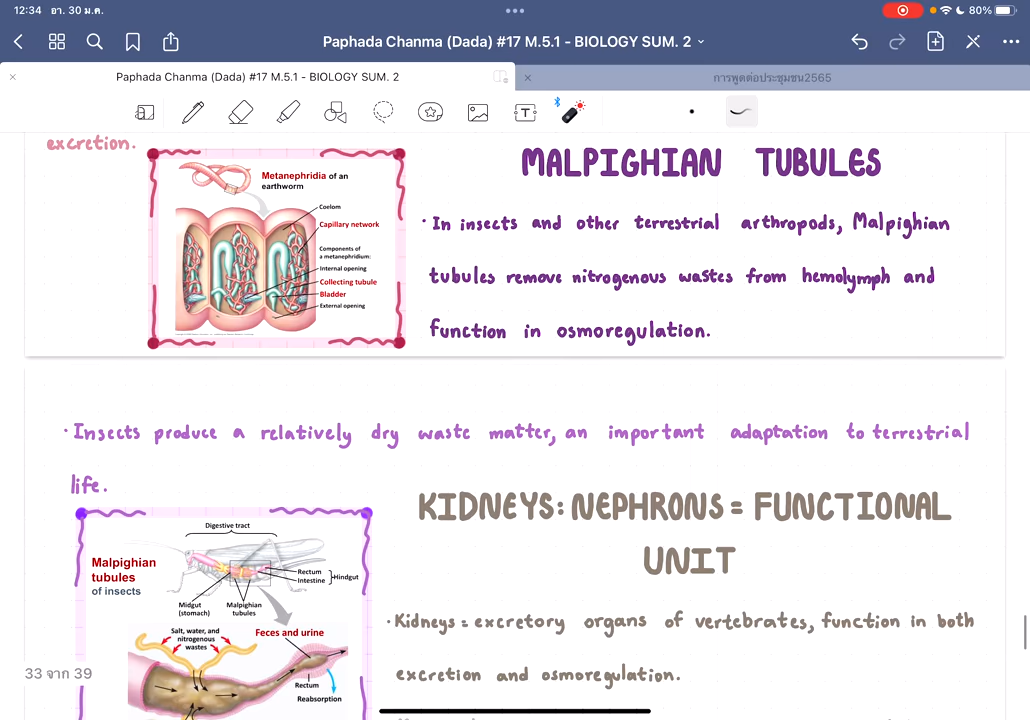 12:34 อา. 30 ม.ค.
80%
Paphada Chanma (Dada) #17 M.5.1 - BIOLOGY SUM. 2
Paphada Chanma (Dada) #17 M.5.1 - BIOLOGY SUM. 2
การพูดต่อประชุมชน2565
excretion.
Metanephridia of an
earthworm
Coelom
Capillary network
Components of
a metanephridium:
Internal opening
Collecting tubule
Bladder
External opening
MALPIGHIAN TUBULES
· In insects and other terrestrial arthropods, Malpighian
tubules remove nitrogenous wastes from hemolymph and
function in osmoregulation.
· Insects produce a relatively dry waste matter, an important adaptation to terrestrial
life.
Digestive tract
Malpighian
tubules
of insects
Rectum
Intestine
Hindgut
Midgut
(stomach)
Malpighian
tubules
Salt, water, and
nitrogenous
wastes
Feces and urine
Rectum
Reabsorption
KIDNEYS: NEPHRONS = FUNCTIONAL
UNIT
· Kidneys = excretory organs of vertebrates, function in both
excretion and osmoregulation.
33 จาก 39